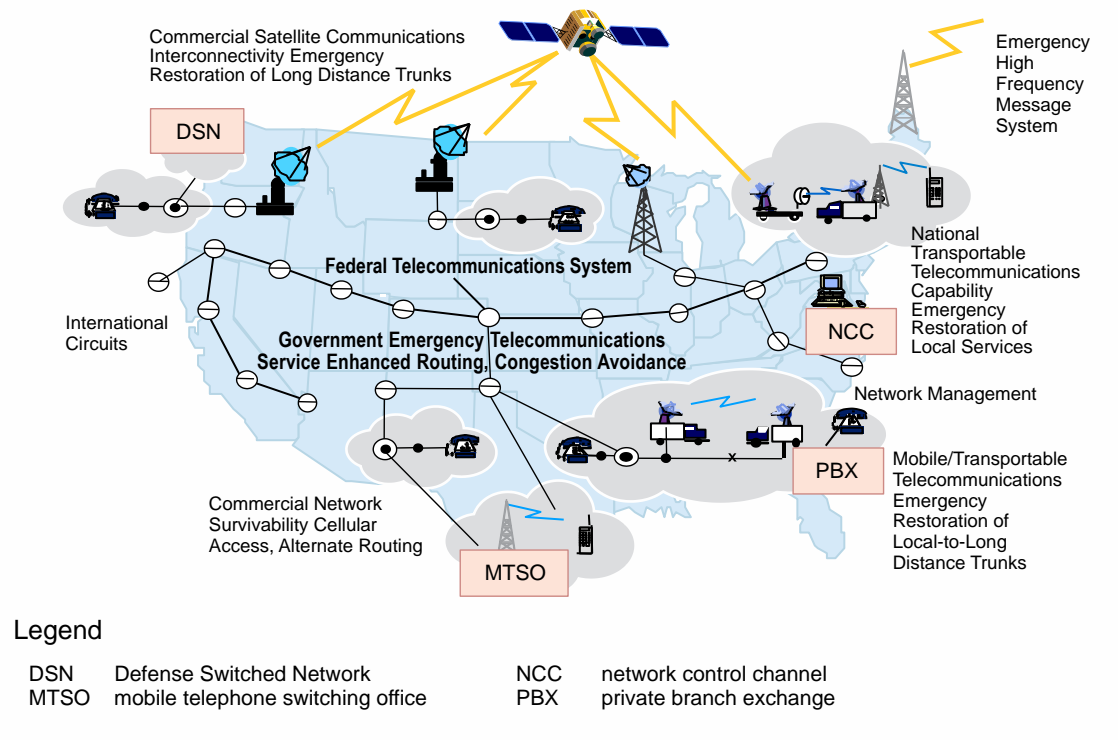 Commercial Satellite Communications
Interconnectivity Emergency
Restoration of Long Distance Trunks
Emergency
High
Frequency
Message
System
DSN
National
Transportable
Telecommunications
Capability
Emergency
Restoration of
Local Services
Federal Telecommunications System
International
Circuits
NCC
Government Emergency Telecommunications
Service Enhanced Routing, Congestion Avoidance
Network Management
x
PBX
Mobile/Transportable
Telecommunications
Emergency
Restoration of
Local-to-Long
Distance Trunks
Commercial Network
Survivability Cellular
Access, Alternate Routing
MTSO
Legend
DSN Defense Switched Network
MTSO mobile telephone switching office
NCC network control channel
PBX private branch exchange